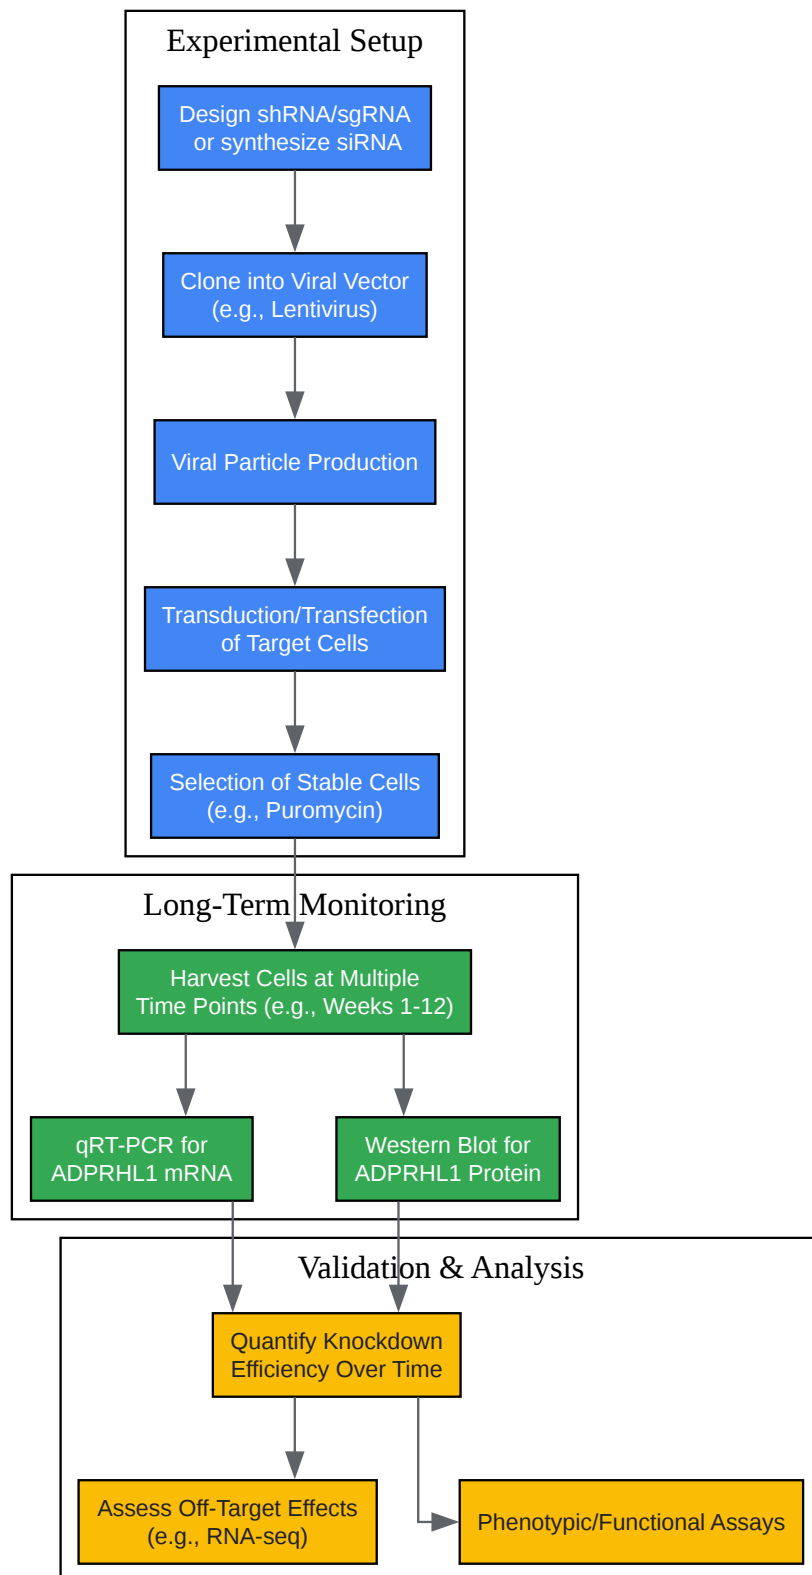 Experimental Setup
Design shRNA/sgRNA
or synthesize siRNA
Clone into Viral Vector
(e.g., Lentivirus)
Viral Particle Production
Transduction/Transfection
of Target Cells
Selection of Stable Cells
(e.g., Puromycin)
Long-Term Monitoring
Harvest Cells at Multiple
Time Points (e.g., Weeks 1-12)
qRT-PCR for
ADPRHL1 mRNA
Western Blot for
ADPRHL1 Protein
Validation & Analysis
Quantify Knockdown
Efficiency Over Time
Assess Off-Target Effects
(e.g., RNA-seq)
Phenotypic/Functional Assays